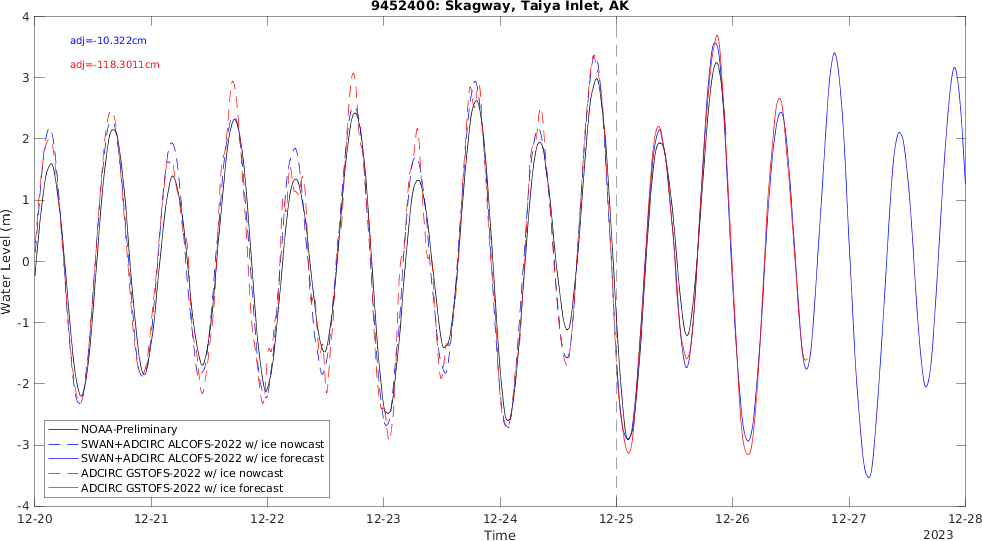 9452400: Skagway, Taiya Inlet, AK
adj=-10.322cm
adj=-118.3011cm
4
3
2
1
0
-1
-2
-3
-4
Water Level (m)
NOAA-Preliminary
SWAN+ADCIRC ALCOFS-2022 w/ ice nowcast
SWAN+ADCIRC ALCOFS-2022 w/ ice forecast
ADCIRC GSTOFS-2022 w/ ice nowcast
ADCIRC GSTOFS-2022 w/ ice forecast
12-20 12-21 12-22 12-23 12-24 12-25 12-26 12-27 12-28
Time
2023